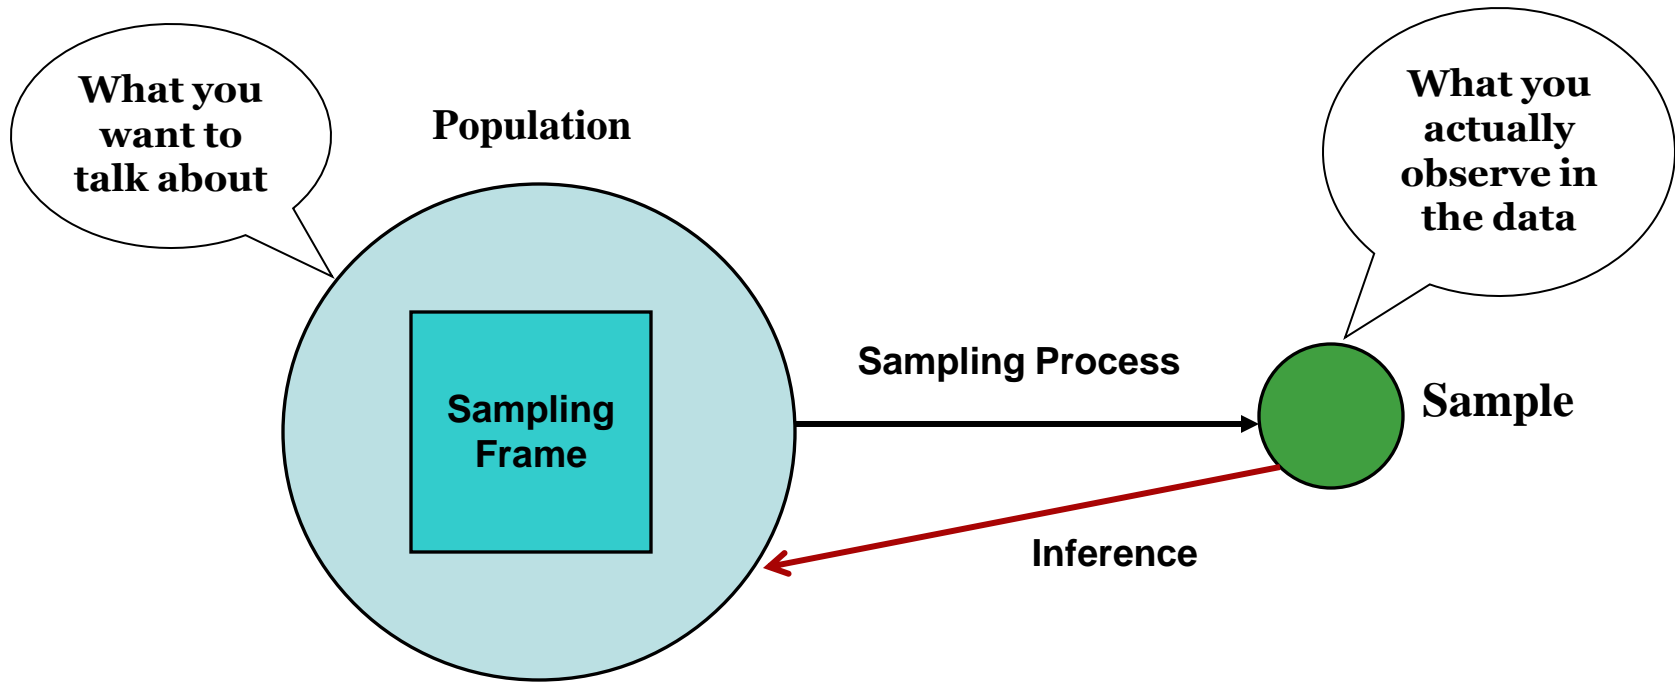 What you
want to
talk about
Population
What you
actually
observe in
the data
Sampling
Frame
Sampling Process
Sample
Inference